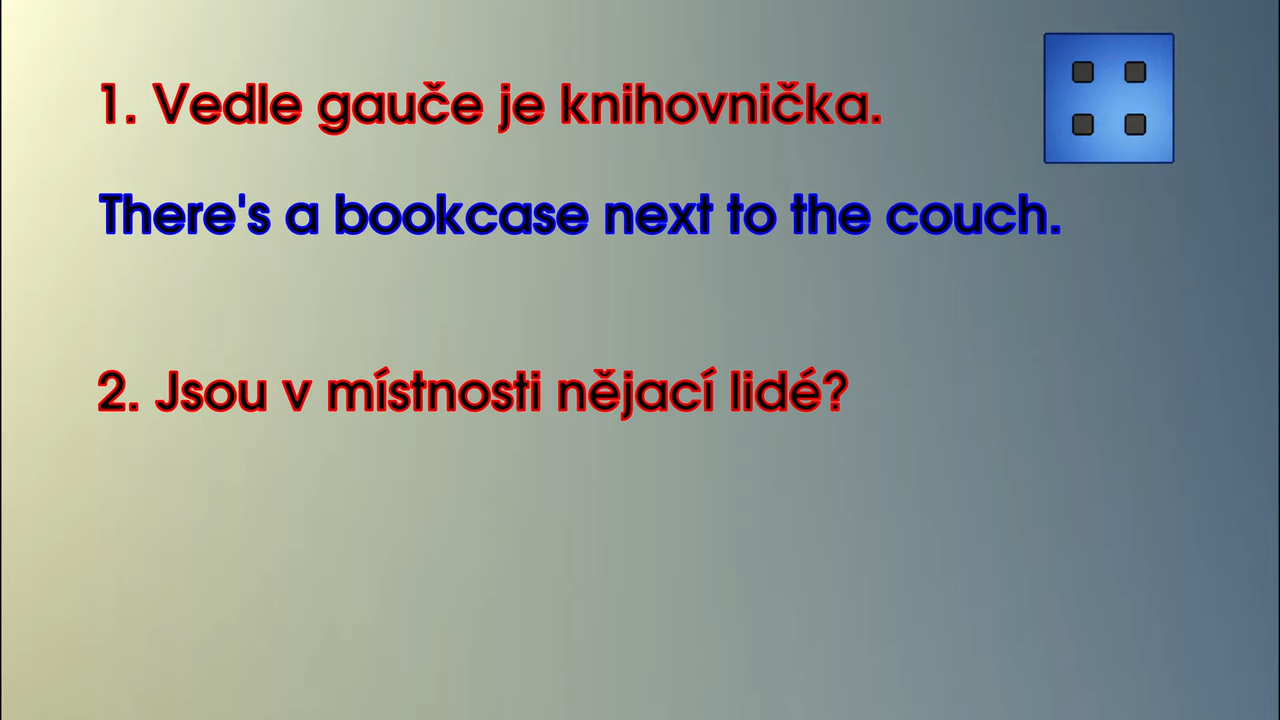 1. Vedle gauče je knihovnička.
There's a bookcase next to the couch.
2. Jsou v místnosti nějací lidé?